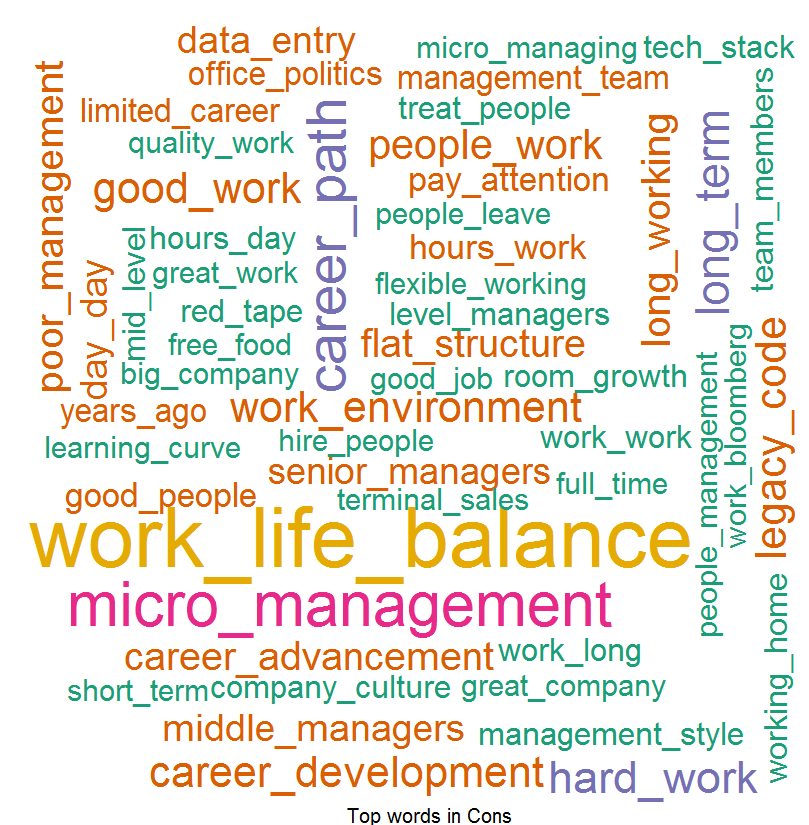 data_entry
micro_managing
tech_stack
office_politics
management_team
limited_career
treat_people
quality_work
people_work
good_work
pay_attention
people_leave
hours_day
hours_work
great_work
flexible_working
red_tape
level_managers
free_food
flat_structure
big_company
good_job
room_growth
years_ago
work_environment
learning_curve
hire_people
work_work
senior_managers
full_time
good_people
terminal_sales
work_life_balance
micro_management
career_advancement
work_long
short_term
company_culture
great_company
middle_managers
management_style
career_development
hard_work
poor_management
day_day
mid_level
career_path
long_working
long_term
team_members
people_management
work_bloomberg
legacy_code
working_home
Top words in Cons